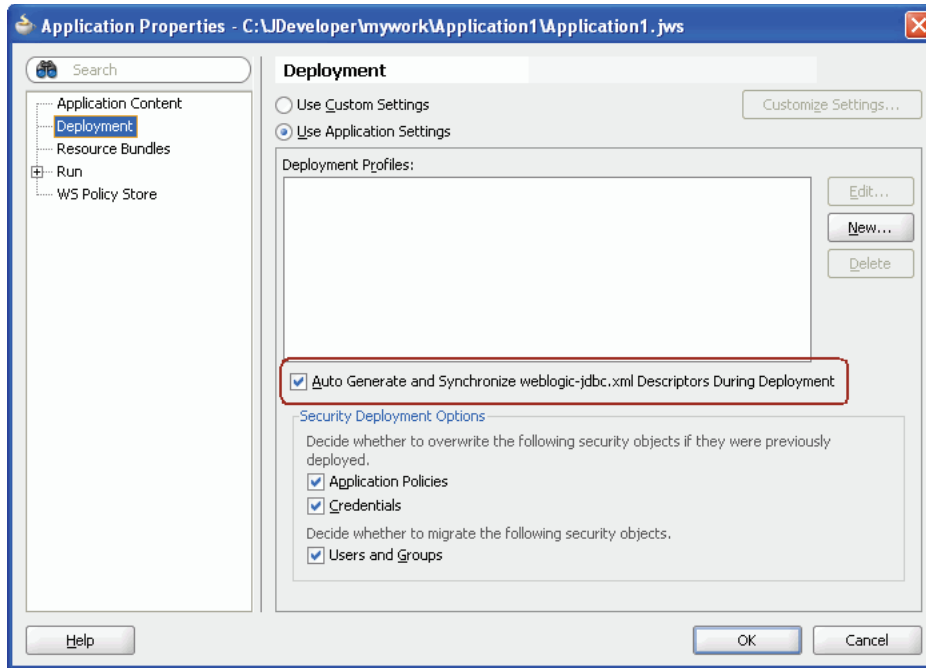 Application Properties - C:\JDeveloper\mywork\Application1\Application1.jws
Search
Application Content
Deployment
Resource Bundles
Run
WS Policy Store
Deployment
Use Custom Settings
Customize Settings...
Use Application Settings
Deployment Profiles:
Edit...
New...
Delete
Auto Generate and Synchronize weblogic-jdbc.xml Descriptors During Deployment
Security Deployment Options
Decide whether to overwrite the following security objects if they were previously
deployed.
Application Policies
Credentials
Decide whether to migrate the following security objects.
Users and Groups
Help
OK
Cancel